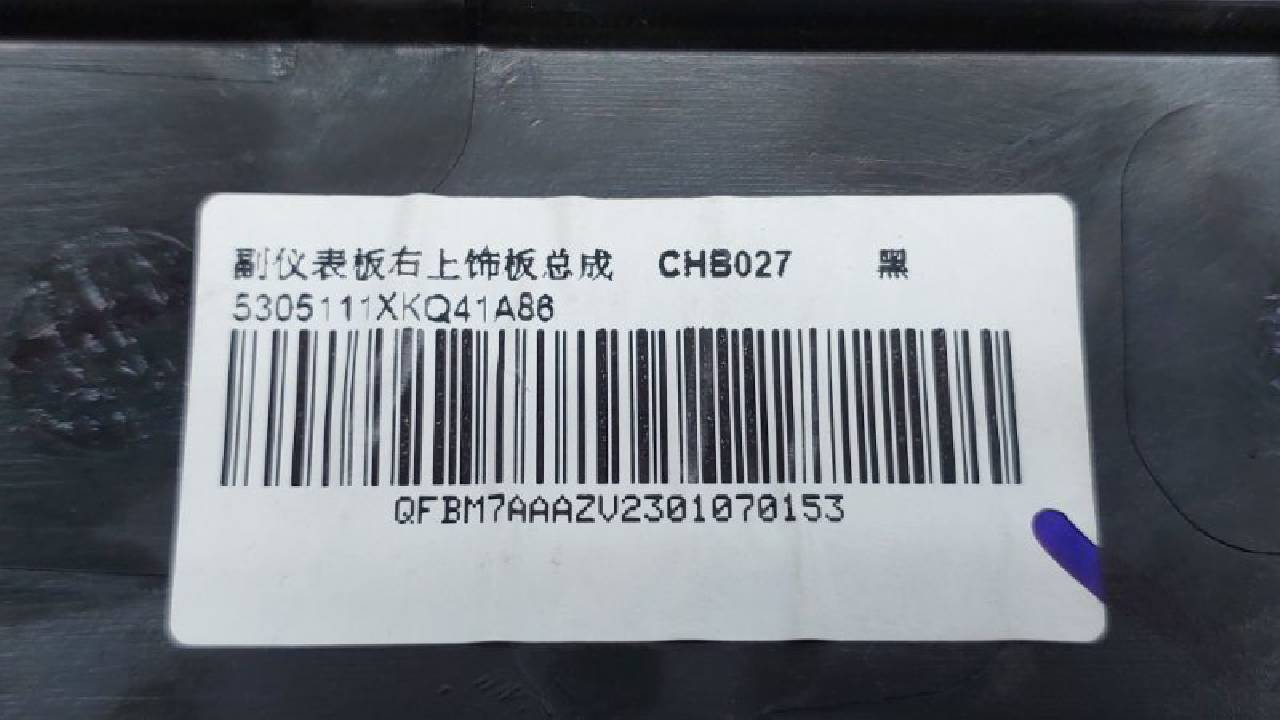 副仪表板右上饰板总成 CHB027 黑
5305111XKQ41A86
QFBM7AAAZV2301070153